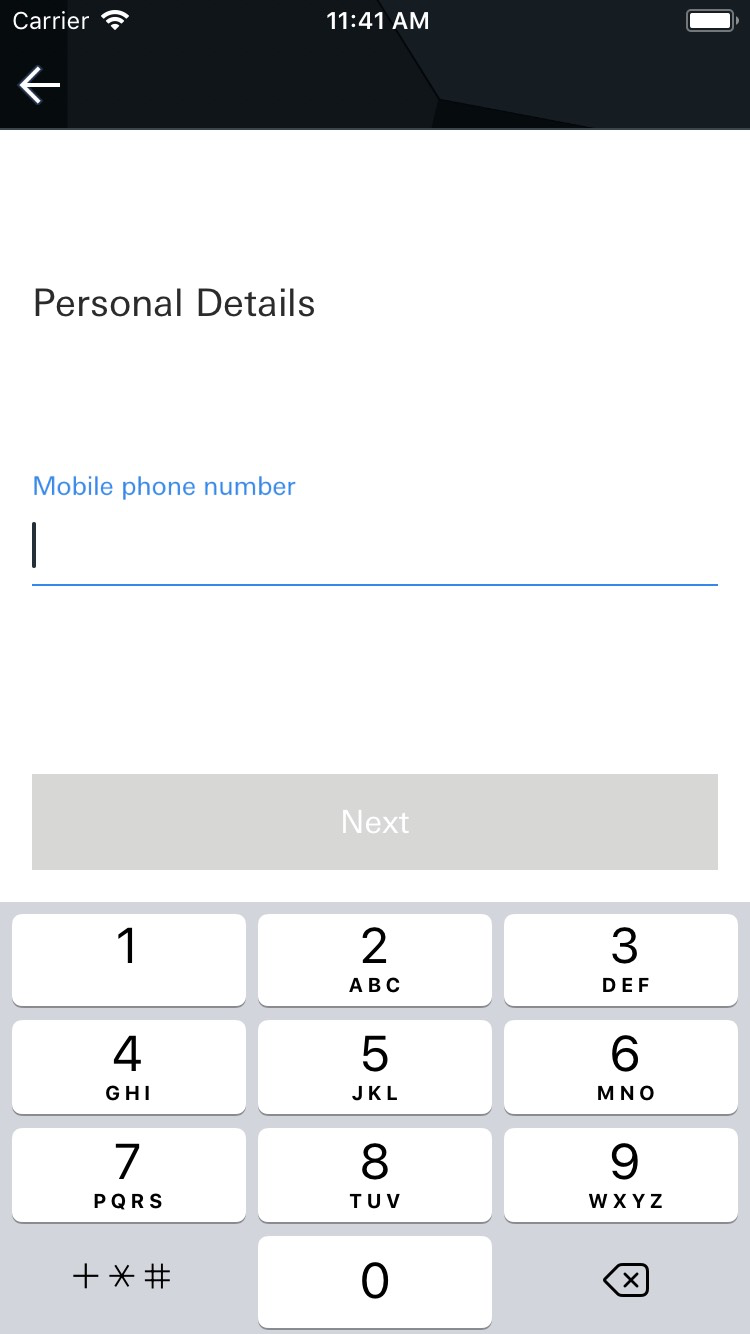 Carrier 11:41 AM
Personal Details
Mobile phone number
Next
1 2 3
ABC DEF
4 5 6
GHI JKL MNO
7 8 9
PQRS TUV WXYZ
+*# 0